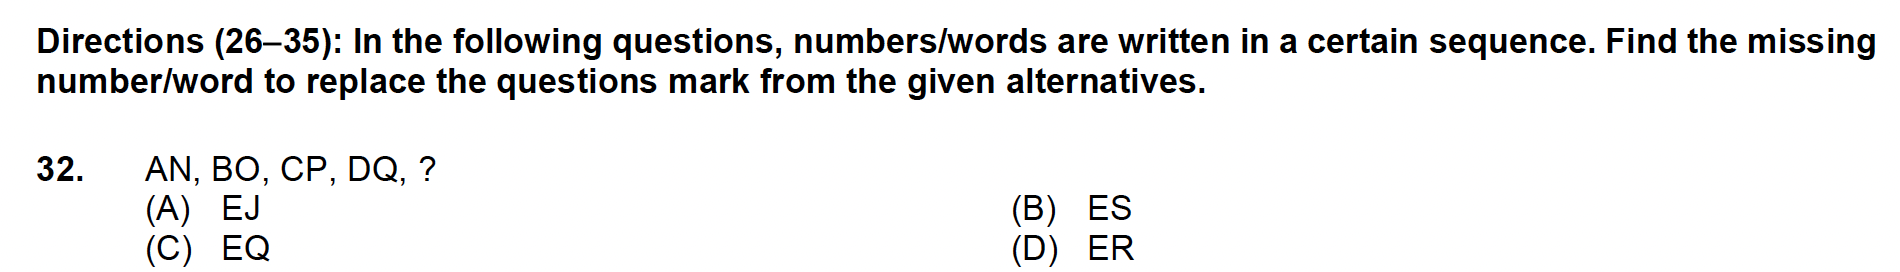 Directions (26–35): In the following questions, numbers/words are written in a certain sequence. Find the missing
number/word to replace the questions mark from the given alternatives.
32. AN, BO, CP, DQ, ?
(A) EJ (B) ES
(C) EQ (D) ER